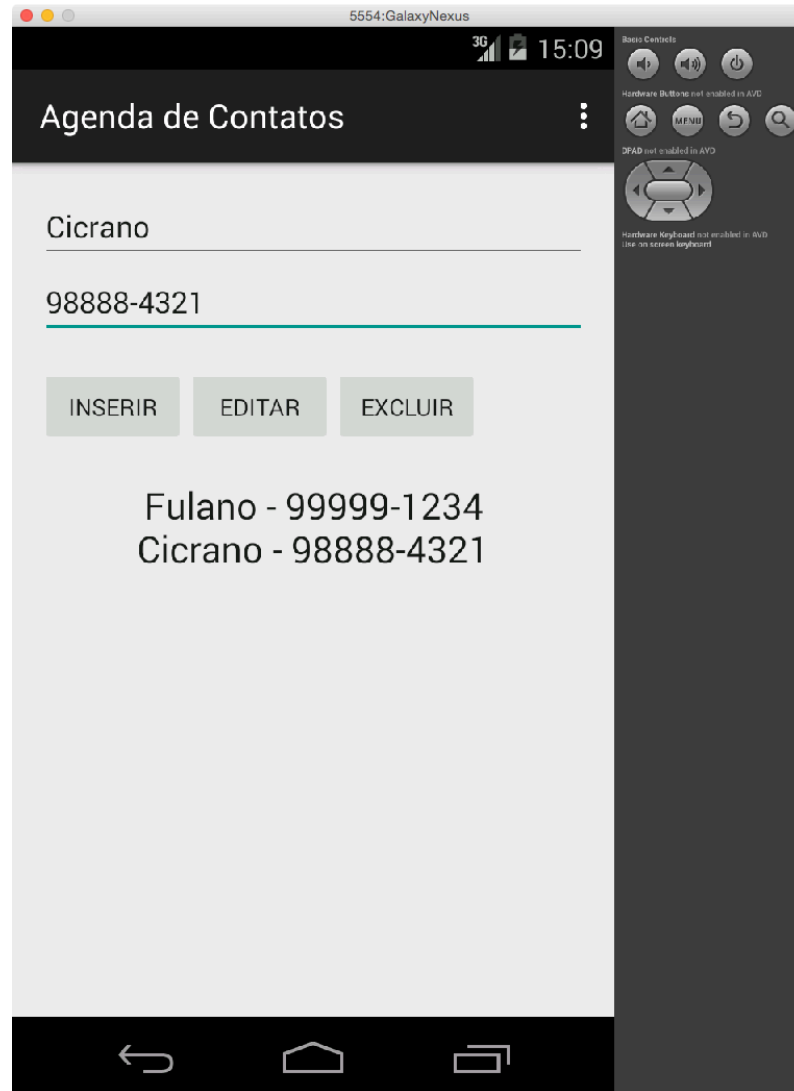 5554:GalaxyNexus
3G 15:09
Agenda de Contatos
Cicrano
98888-4321
INSERIR EDITAR EXCLUIR
Fulano - 99999-1234
Cicrano - 98888-4321
Basic Controls
Hardware Buttons not enabled in AVD
MENU
DPAD not enabled in AVD
Hardware Keyboard not enabled in AVD
Use on screen keyboard